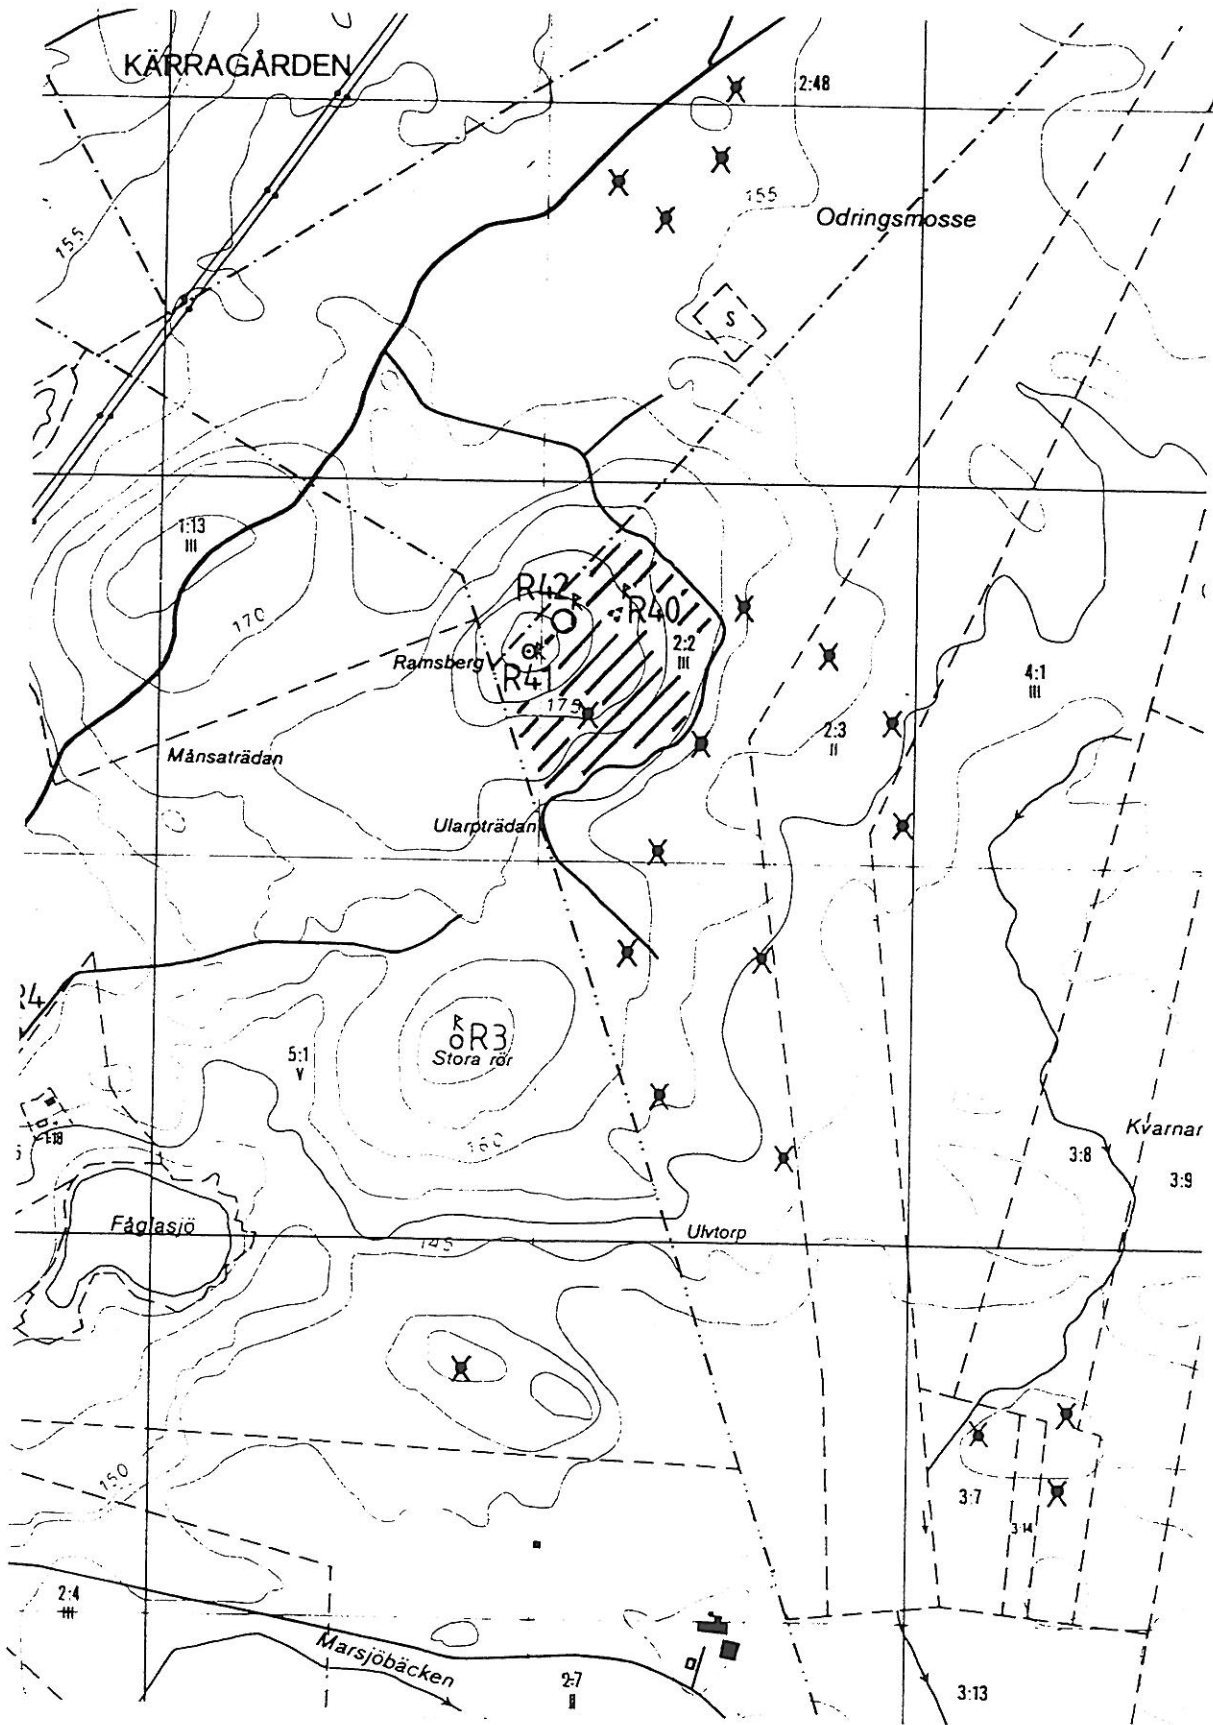 KÄRRAGÅRDEN
2:48
155
Odringsmosse
155
S
1:13
III
170
R42
R40
2:2
III
Ramsberg
R41
175
4:1
III
2:3
II
Månsaträdan
Ularpträdan
R4
R
R3
Stora rör
5:1
V
160
1:18
Kvarnar
3:8
3:9
Fåglasjö
145
Ulvtorp
150
3:7
3:14
2:4
Marsjöbäcken
2:7
II
3:13